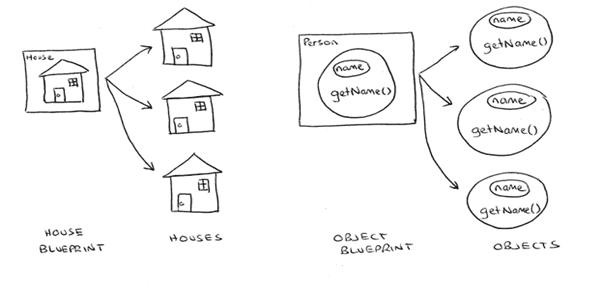 House
Person
name
getName()
name
getName()
name
getName()
name
getName()
HOUSE
BLUEPRINT
HOUSES
OBJECT
BLUEPRINT
OBJECTS